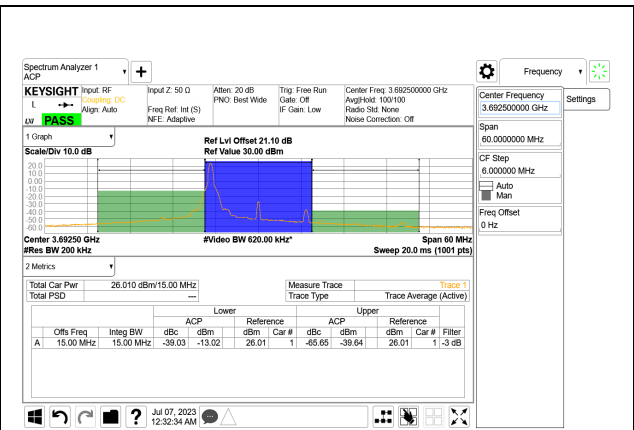 Spectrum Analyzer 1
ACP
Frequency
KEYSIGHT
L
LXI
PASS
Input: RF
Coupling: DC
Align: Auto
Input Z: 50 Ω
Freq Ref: Int (S)
NFE: Adaptive
Atten: 20 dB
PNO: Best Wide
Trig: Free Run
Gate: Off
IF Gain: Low
Center Freq: 3.692500000 GHz
Avg|Hold: 100/100
Radio Std: None
Noise Correction: Off
Center Frequency
3.692500000 GHz
Settings
Span
60.0000000 MHz
CF Step
6.000000 MHz
Auto
Man
Freq Offset
0 Hz
1 Graph
Scale/Div 10.0 dB
Ref Lvl Offset 21.10 dB
Ref Value 30.00 dBm
20.0
10.0
0.00
-10.0
-20.0
-30.0
-40.0
-50.0
-60.0
Center 3.69250 GHz
#Video BW 620.00 kHz*
Span 60 MHz
#Res BW 200 kHz
Sweep 20.0 ms (1001 pts)
2 Metrics
Total Car Pwr 26.010 dBm/15.00 MHz
Total PSD ---
Measure Trace Trace 1
Trace Type Trace Average (Active)
Lower Upper
ACP Reference ACP Reference
Offs Freq Integ BW dBc dBm dBm Car # dBc dBm dBm Car # Filter
A 15.00 MHz 15.00 MHz -39.03 -13.02 26.01 1 -65.65 -39.64 26.01 1 -3 dB
?
Jul 07, 2023
12:32:34 AM